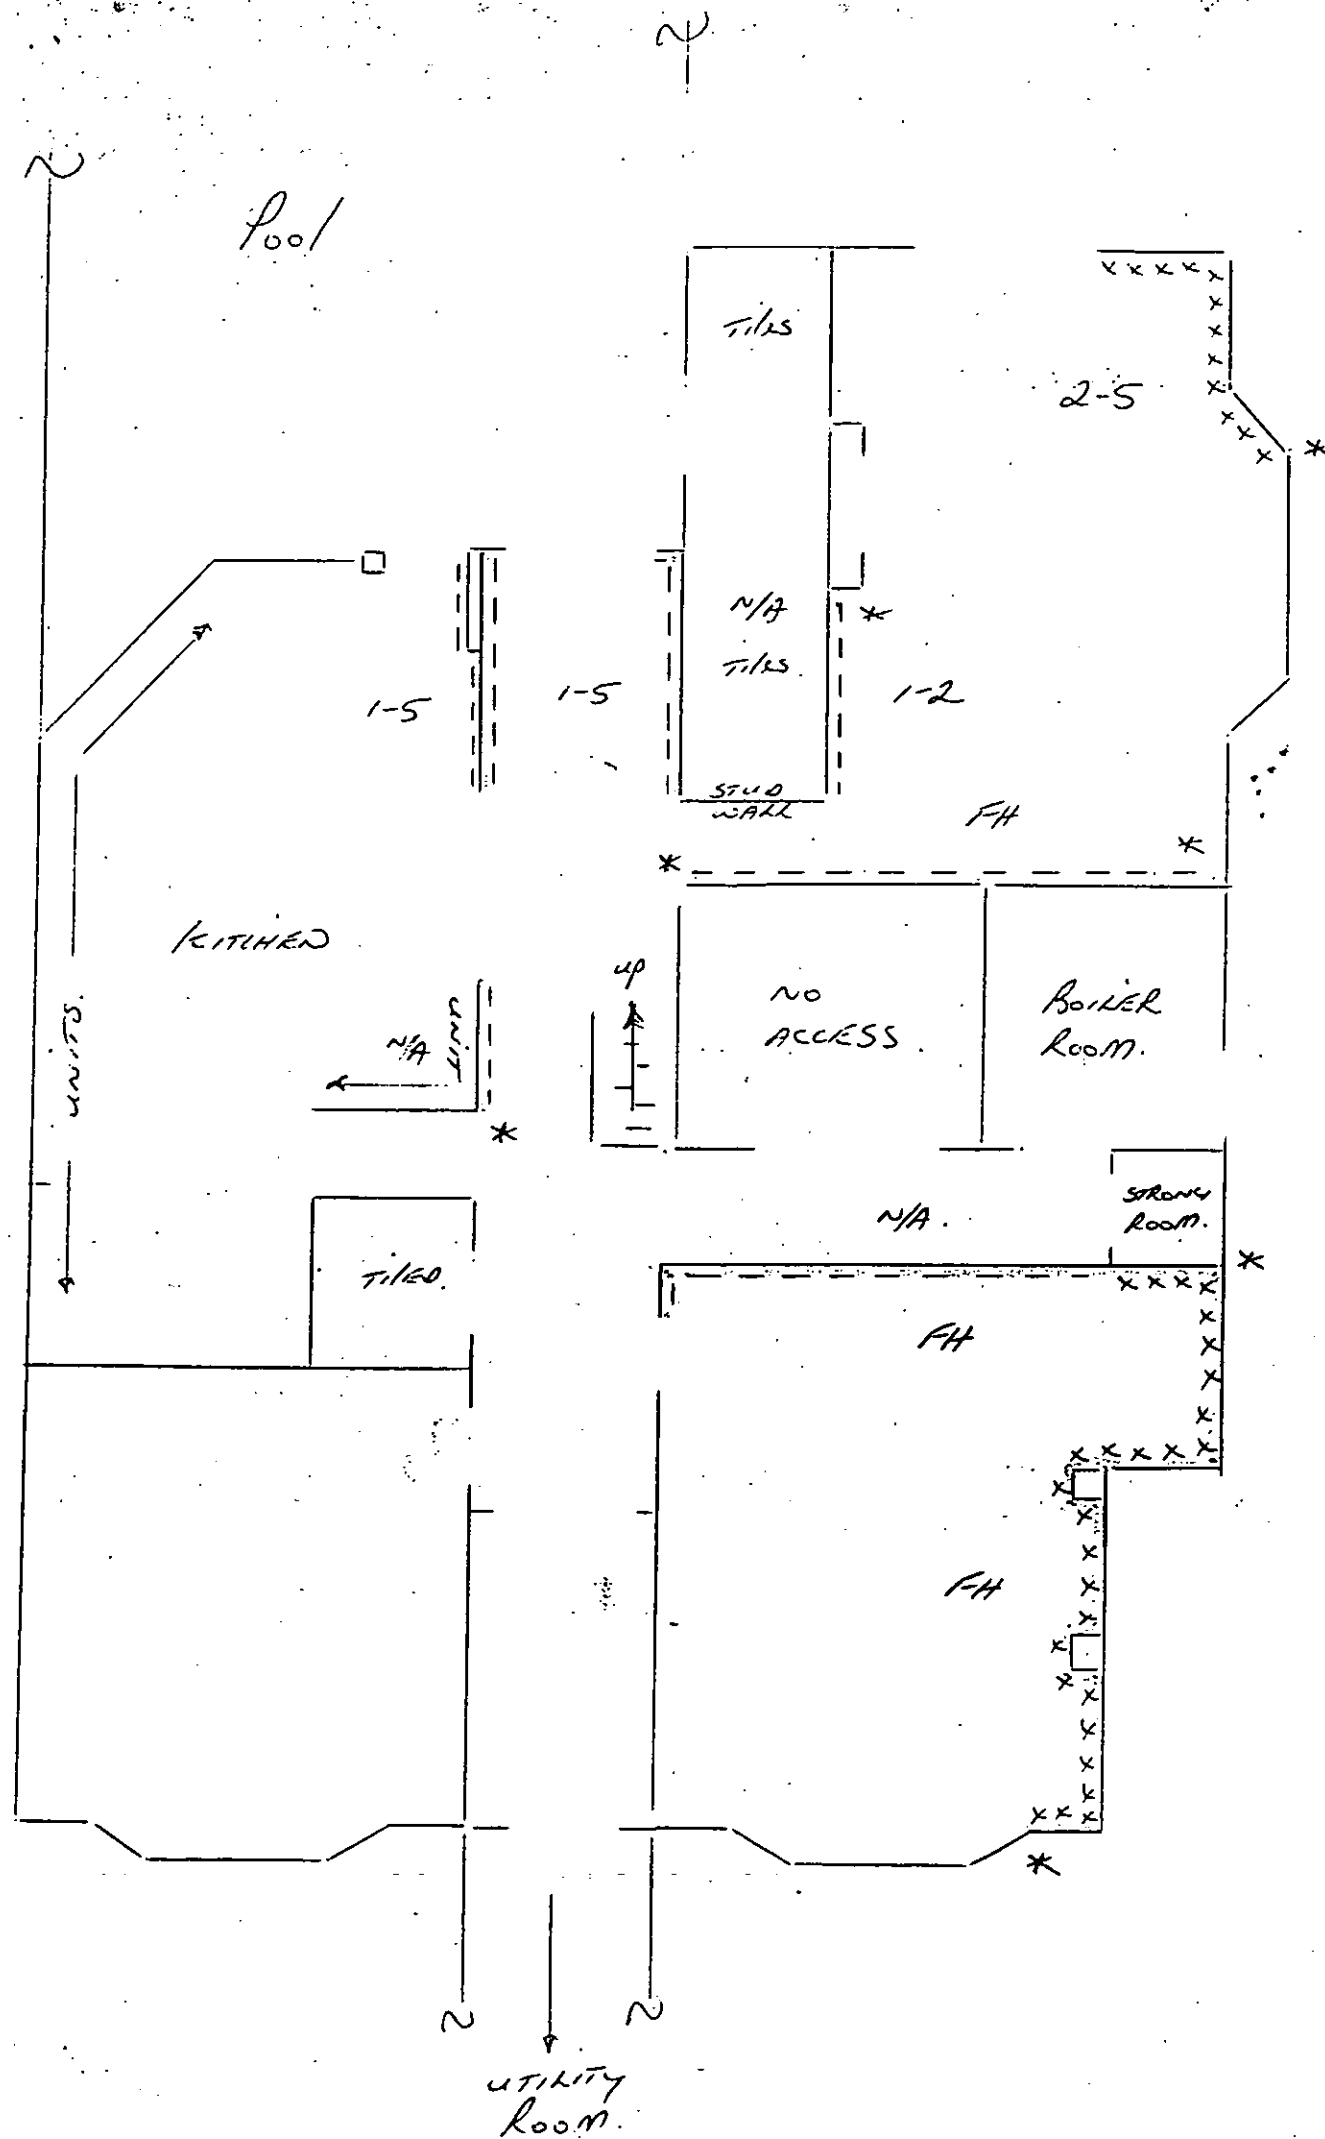 Pool
Tiles
2-5
N/A
Tiles.
1-5
1-5
1-2
STUD
WALL
FH
KITCHEN
UP
NO
ACCESS
BOILER
ROOM.
UNITS.
N/A
UNIT
N/A.
STRONG
ROOM.
TILED.
FH
FH
UTILITY
ROOM.